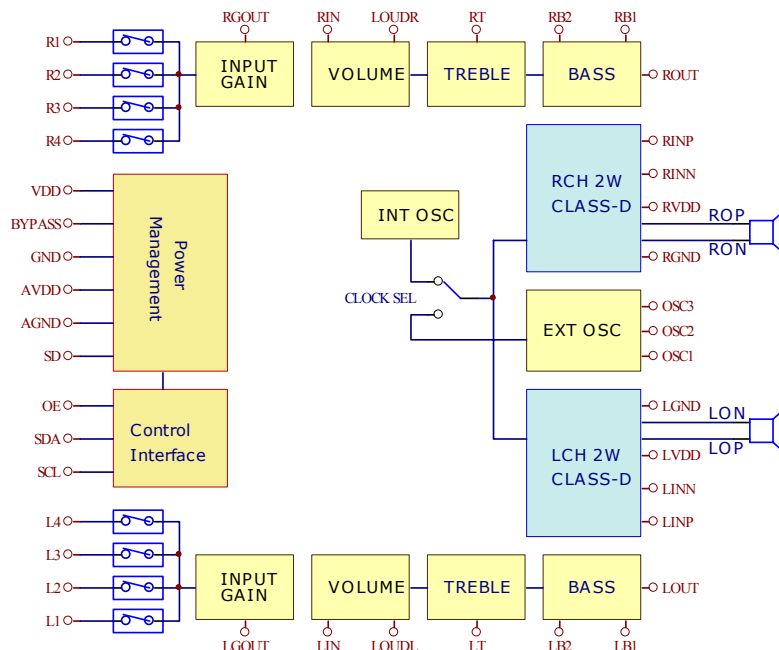 RGOUT RIN LOUDR RT RB2 RB1
R1
R2
R3
R4
INPUT
GAIN
VOLUME
TREBLE
BASS
ROUT
VDD
BYPASS
GND
AVDD
AGND
SD
Power
Management
OE
SDA
SCL
Control
Interface
INT OSC
CLOCK SEL
RCH 2W
CLASS-D
RINP
RINN
RVDD
ROP
RON
RGND
EXT OSC
OSC3
OSC2
OSC1
LCH 2W
CLASS-D
LGND
LON
LOP
LVDD
LINN
LINP
L4
L3
L2
L1
INPUT
GAIN
VOLUME
TREBLE
BASS
LOUT
LGOUT LIN LOUDL LT LB2 LB1